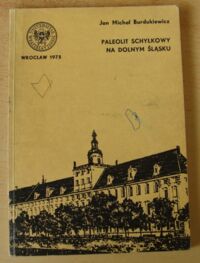 Jan Michał Burdukiewicz
WROCŁAW 1975
PALEOLIT SCHYŁKOWY
NA DOLNYM ŚLĄSKU